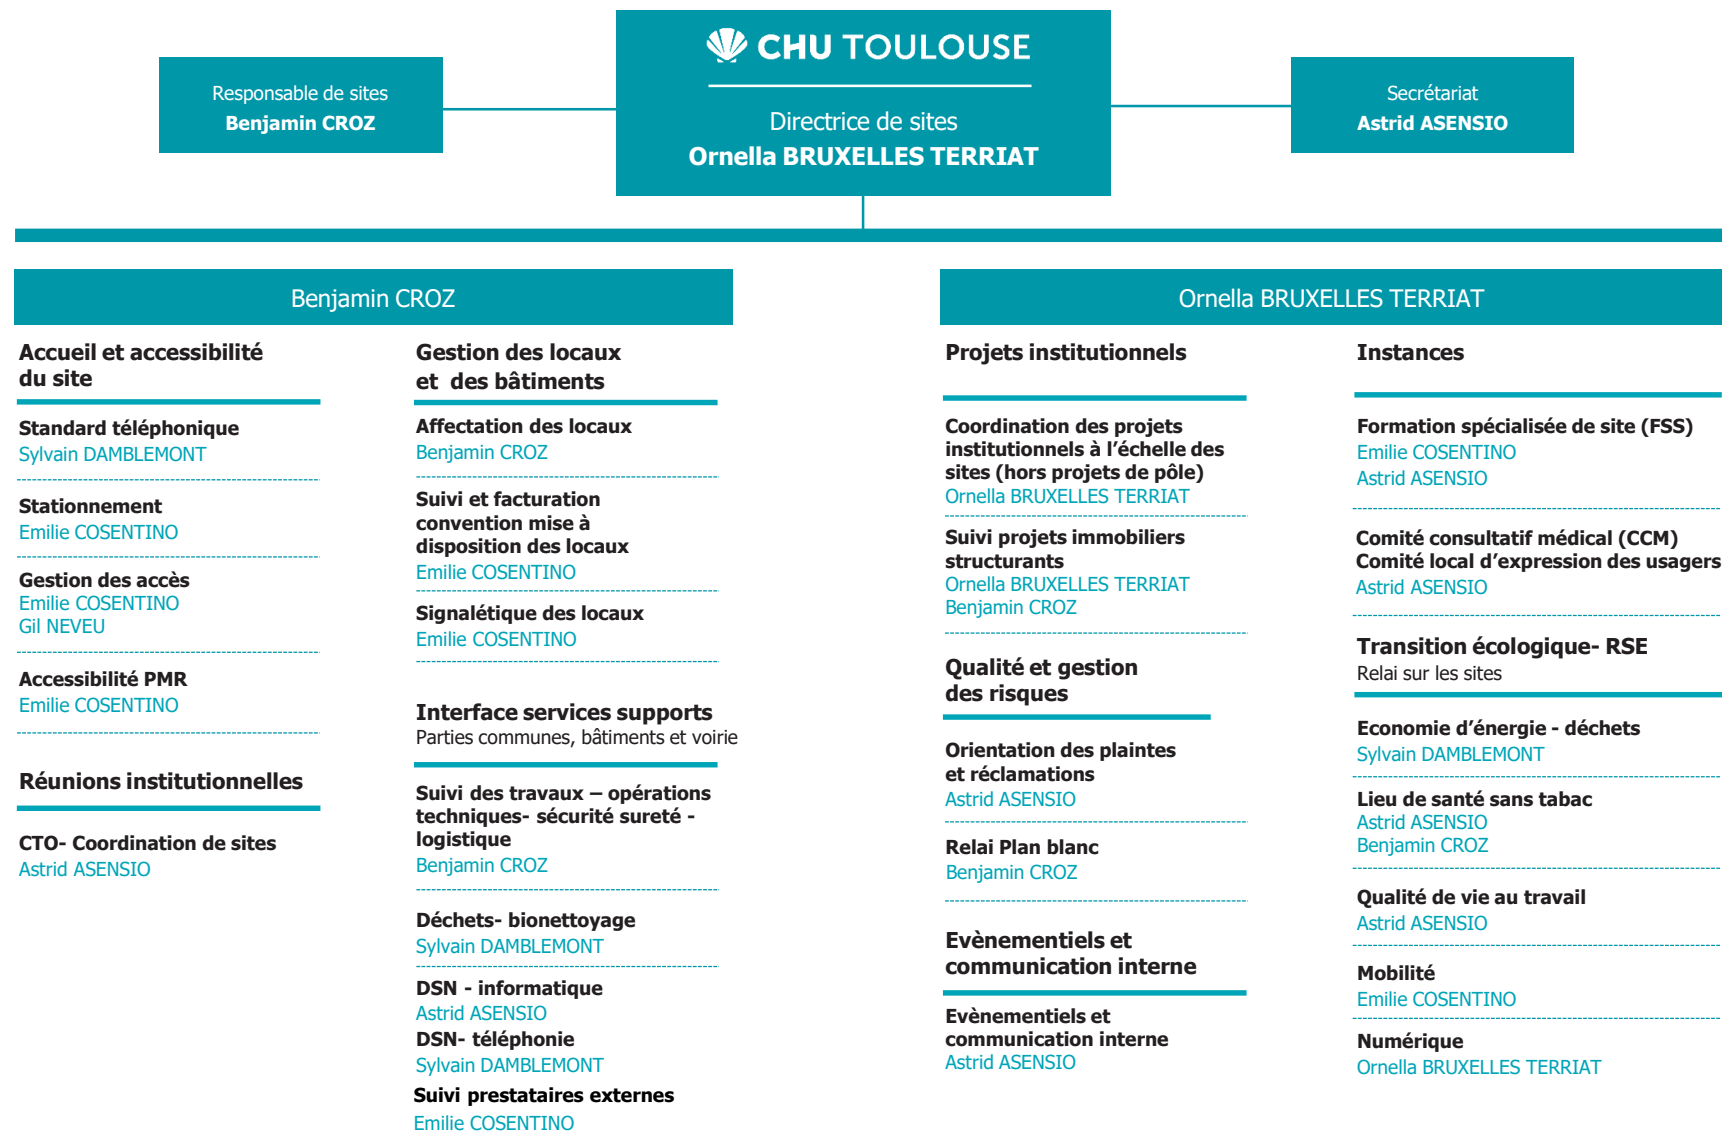 CHU TOULOUSE
Responsable de sites
Benjamin CROZ
Directrice de sites
Ornella BRUXELLES TERRIAT
Secrétariat
Astrid ASENSIO
Benjamin CROZ
Accueil et accessibilité
du site
Standard téléphonique
Sylvain DAMBLEMONT
Stationnement
Emilie COSENTINO
Gestion des accès
Emilie COSENTINO
Gil NEVEU
Accessibilité PMR
Emilie COSENTINO
Réunions institutionnelles
CTO- Coordination de sites
Astrid ASENSIO
Gestion des locaux
et des bâtiments
Affectation des locaux
Benjamin CROZ
Suivi et facturation
convention mise à
disposition des locaux
Emilie COSENTINO
Signalétique des locaux
Emilie COSENTINO
Interface services supports
Parties communes, bâtiments et voirie
Suivi des travaux – opérations
techniques- sécurité sureté -
logistique
Benjamin CROZ
Déchets- bionettoyage
Sylvain DAMBLEMONT
DSN - informatique
Astrid ASENSIO
DSN- téléphonie
Sylvain DAMBLEMONT
Suivi prestataires externes
Emilie COSENTINO
Ornella BRUXELLES TERRIAT
Projets institutionnels
Coordination des projets
institutionnels à l’échelle des
sites (hors projets de pôle)
Ornella BRUXELLES TERRIAT
Suivi projets immobiliers
structurants
Ornella BRUXELLES TERRIAT
Benjamin CROZ
Qualité et gestion
des risques
Orientation des plaintes
et réclamations
Astrid ASENSIO
Relai Plan blanc
Benjamin CROZ
Evènementiels et
communication interne
Evènementiels et
communication interne
Astrid ASENSIO
Instances
Formation spécialisée de site (FSS)
Emilie COSENTINO
Astrid ASENSIO
Comité consultatif médical (CCM)
Comité local d’expression des usagers
Astrid ASENSIO
Transition écologique- RSE
Relai sur les sites
Economie d’énergie - déchets
Sylvain DAMBLEMONT
Lieu de santé sans tabac
Astrid ASENSIO
Benjamin CROZ
Qualité de vie au travail
Astrid ASENSIO
Mobilité
Emilie COSENTINO
Numérique
Ornella BRUXELLES TERRIAT